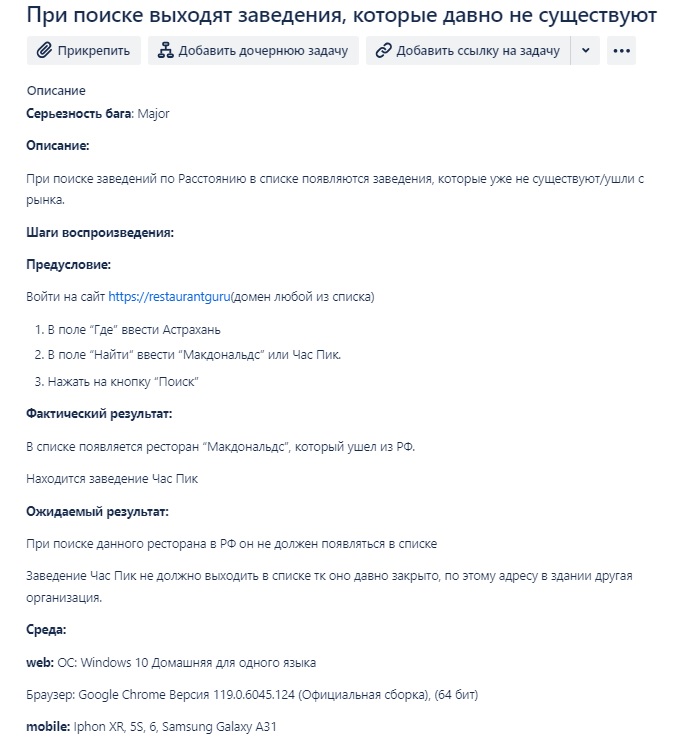 При поиске выходят заведения, которые давно не существуют
Прикрепить
Добавить дочернюю задачу
Добавить ссылку на задачу
Описание
Серьезность бага: Major
Описание:
При поиске заведений по Расстоянию в списке появляются заведения, которые уже не существуют/ушли с
рынка.
Шаги воспроизведения:
Предусловие:
Войти на сайт https://restaurantguru(домен любой из списка)
1. В поле “Где” ввести Астрахань
2. В поле “Найти” ввести “Макдональдс” или Час Пик.
3. Нажать на кнопку “Поиск”
Фактический результат:
В списке появляется ресторан “Макдональдс”, который ушел из РФ.
Находится заведение Час Пик
Ожидаемый результат:
При поиске данного ресторана в РФ он не должен появляться в списке
Заведение Час Пик не должно выходить в списке тк оно давно закрыто, по этому адресу в здании другая
организация.
Среда:
web: ОС: Windows 10 Домашняя для одного языка
Браузер: Google Chrome Версия 119.0.6045.124 (Официальная сборка), (64 бит)
mobile: Iphon XR, 5S, 6, Samsung Galaxy A31